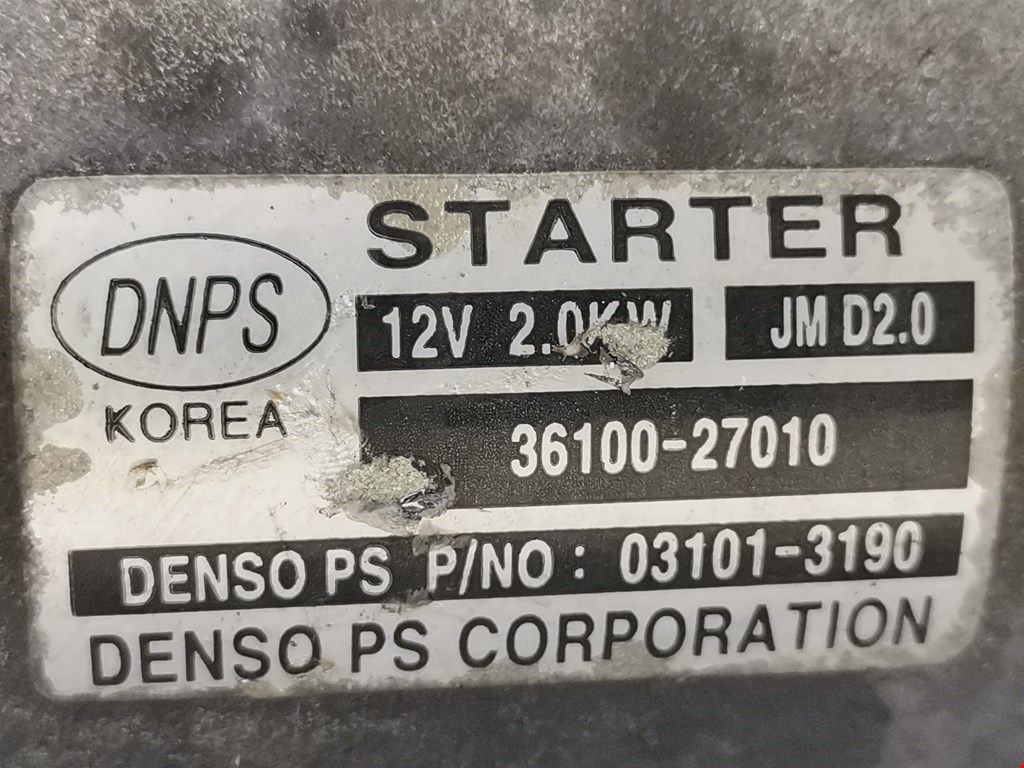 STARTER
DNPS
12V 2.0KW
JM D2.0
KOREA
36100-27010
DENSO PS P/NO : 03101-3190
DENSO PS CORPORATION